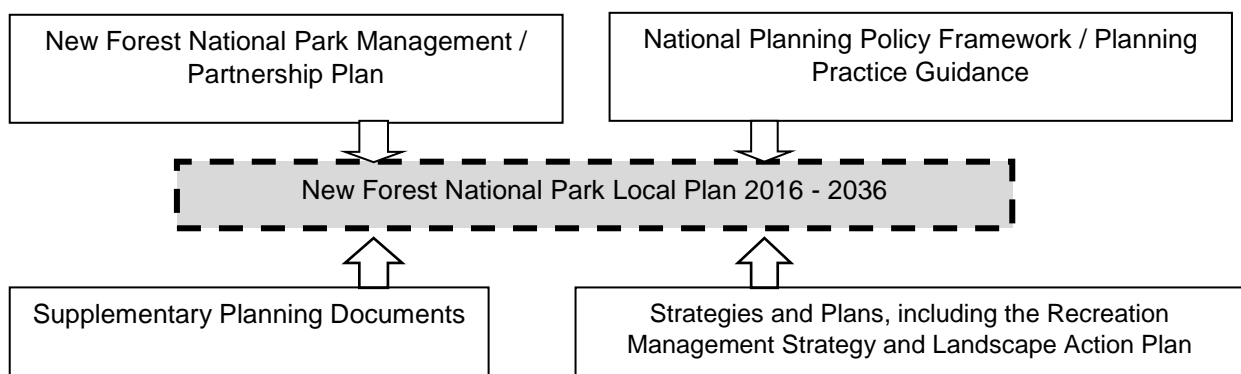 New Forest National Park Management /
Partnership Plan
National Planning Policy Framework / Planning
Practice Guidance
New Forest National Park Local Plan 2016 - 2036
Supplementary Planning Documents
Strategies and Plans, including the Recreation
Management Strategy and Landscape Action Plan